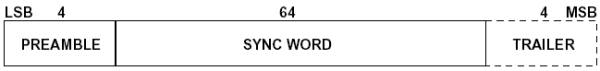 LSB 4 64 4 MSB
PREAMBLE SYNC WORD TRAILER